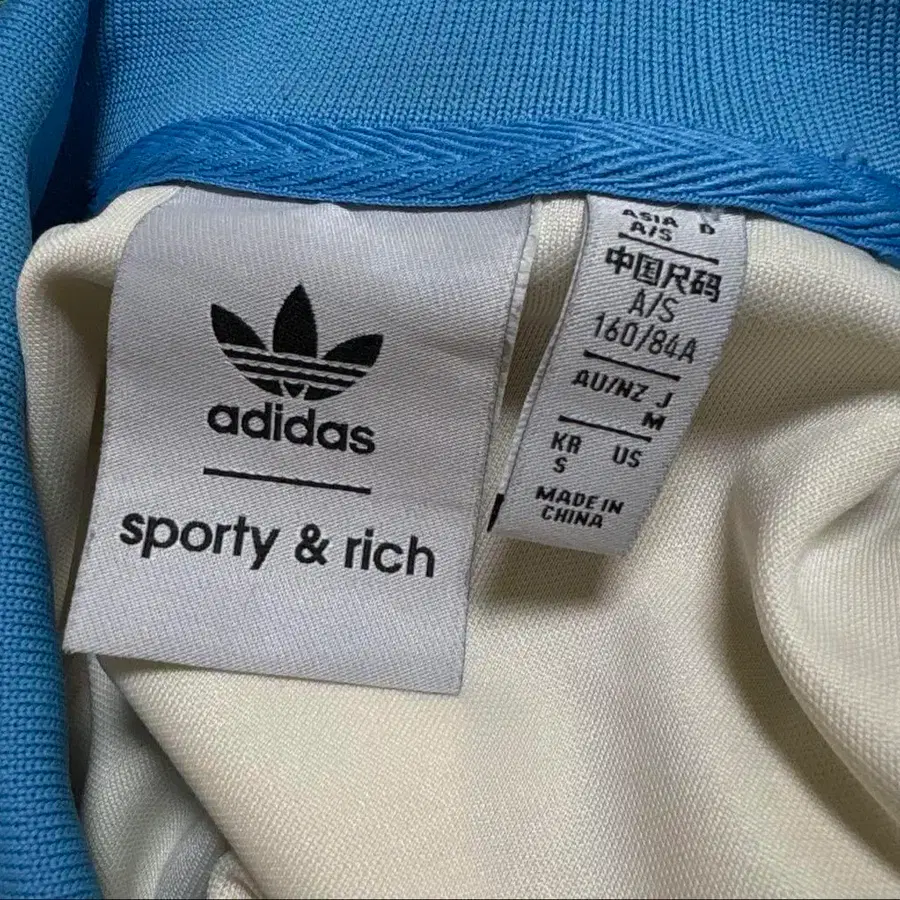 adidas
sporty & rich
ASIA D
A/S
中国尺码
A/S
160/84A
AU/NZ J
M
KR US
S
MADE IN
CHINA